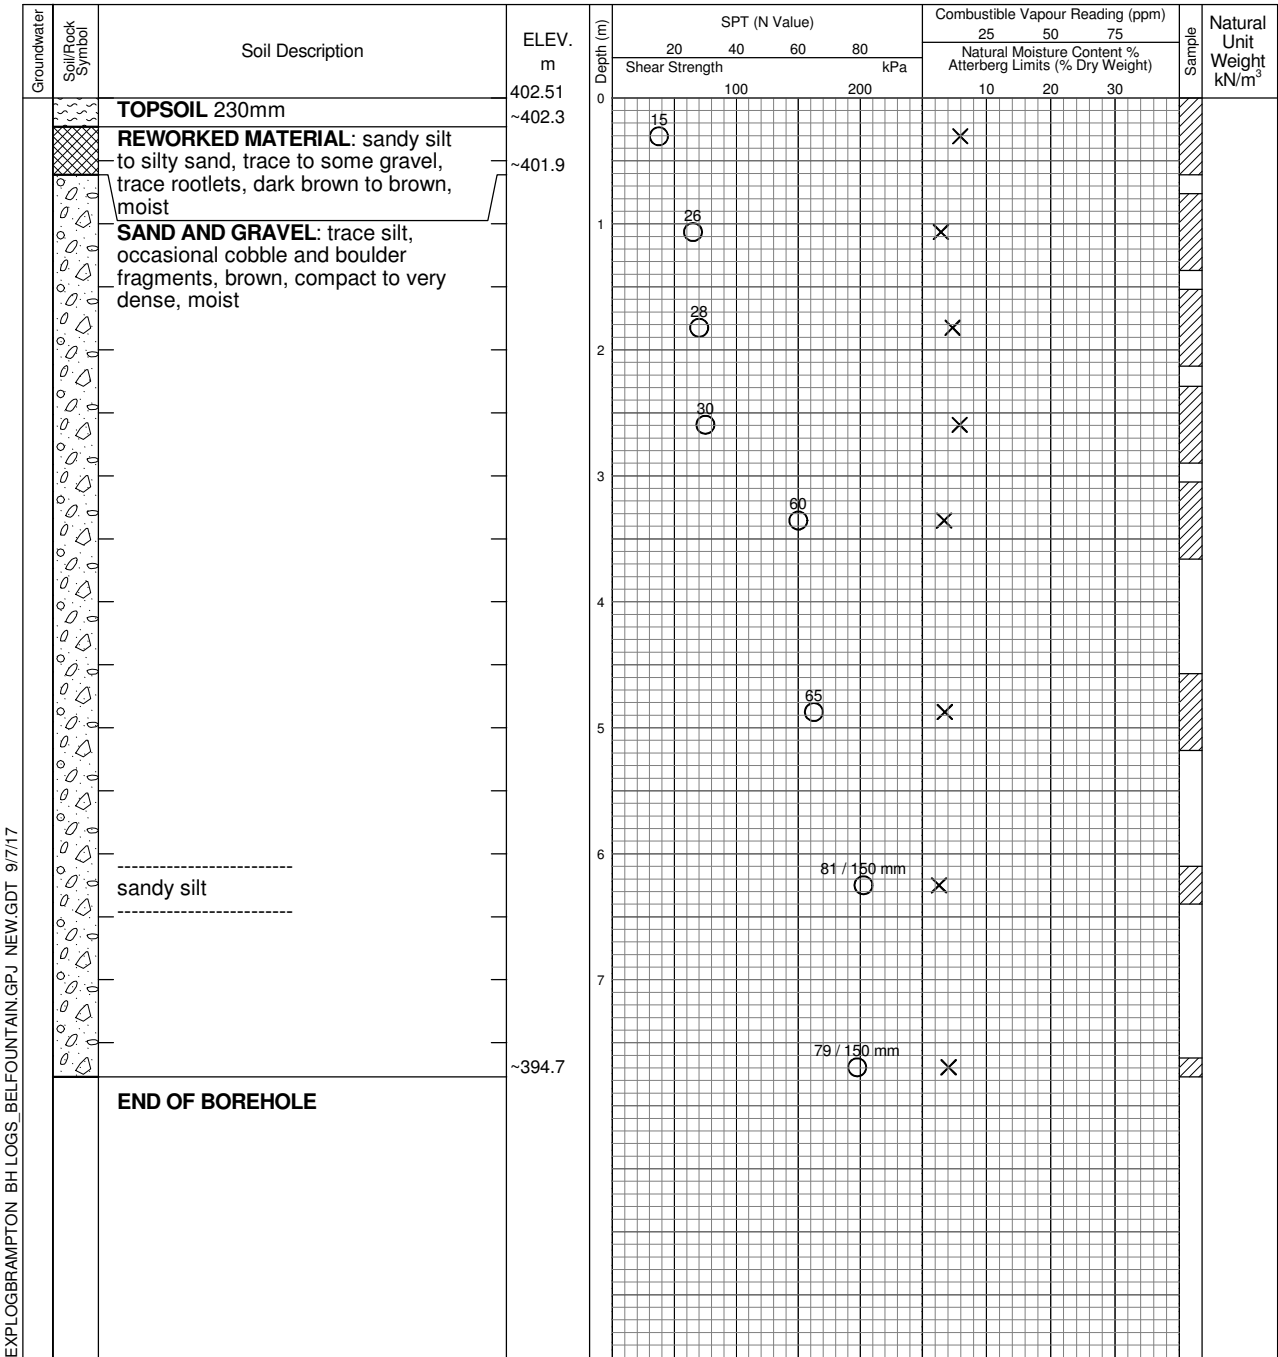 Groundwater
Soil/Rock
Symbol
Soil Description
ELEV.
m
402.51
Depth (m)
SPT (N Value)
20 40 60 80
Shear Strength kPa
100 200
Combustible Vapour Reading (ppm)
25 50 75
Natural Moisture Content %
Atterberg Limits (% Dry Weight)
10 20 30
Sample
Natural
Unit
Weight
kN/m3
0
TOPSOIL 230mm
~402.3
REWORKED MATERIAL: sandy silt
to silty sand, trace to some gravel,
trace rootlets, dark brown to brown,
moist
~401.9
SAND AND GRAVEL: trace silt,
occasional cobble and boulder
fragments, brown, compact to very
dense, moist
15
26
1
28
2
30
3
60
4
65
5
6
81 / 150 mm
sandy silt
7
79 / 150 mm
~394.7
END OF BOREHOLE
EXPLOGBRAMPTON BH LOGS_BELFOUNTAIN.GPJ NEW.GDT 9/7/17